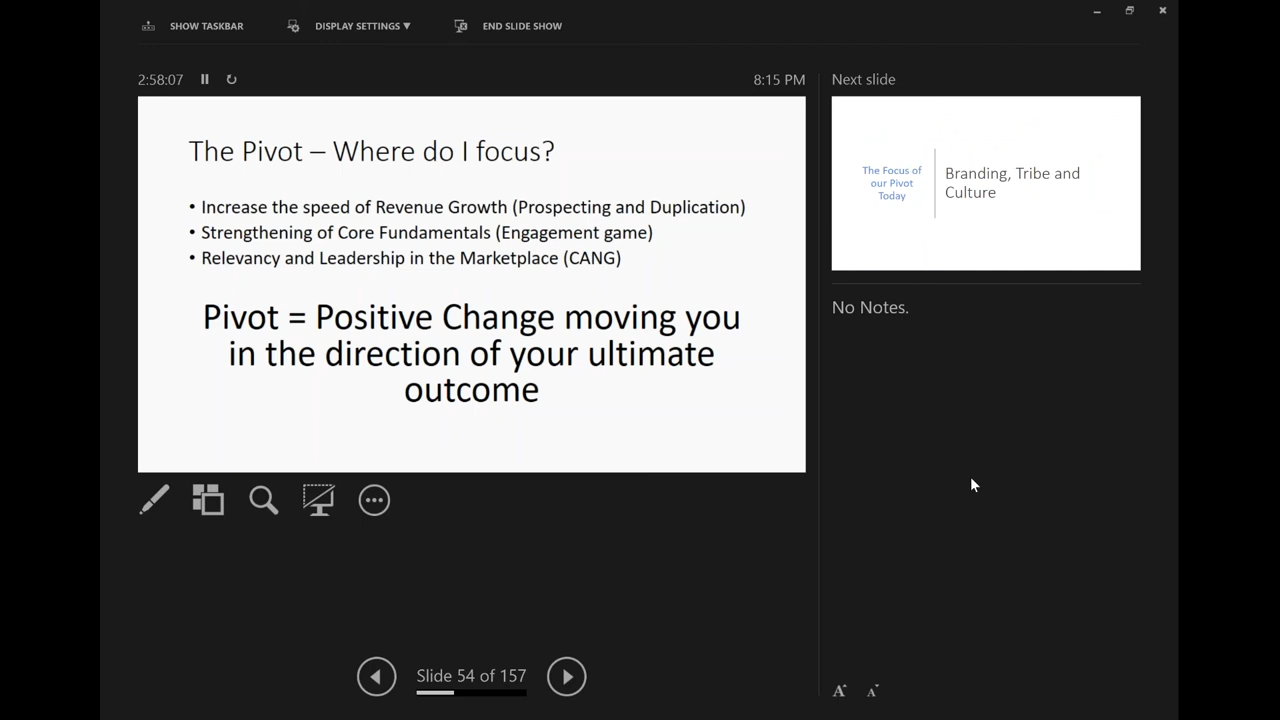 SHOW TASKBAR
DISPLAY SETTINGS ▼
END SLIDE SHOW
2:58:07
8:15 PM
The Pivot – Where do I focus?
• Increase the speed of Revenue Growth (Prospecting and Duplication)
• Strengthening of Core Fundamentals (Engagement game)
• Relevancy and Leadership in the Marketplace (CANG)
Pivot = Positive Change moving you
in the direction of your ultimate
outcome
Next slide
The Focus of
our Pivot
Today
Branding, Tribe and
Culture
No Notes.
Slide 54 of 157
A
A